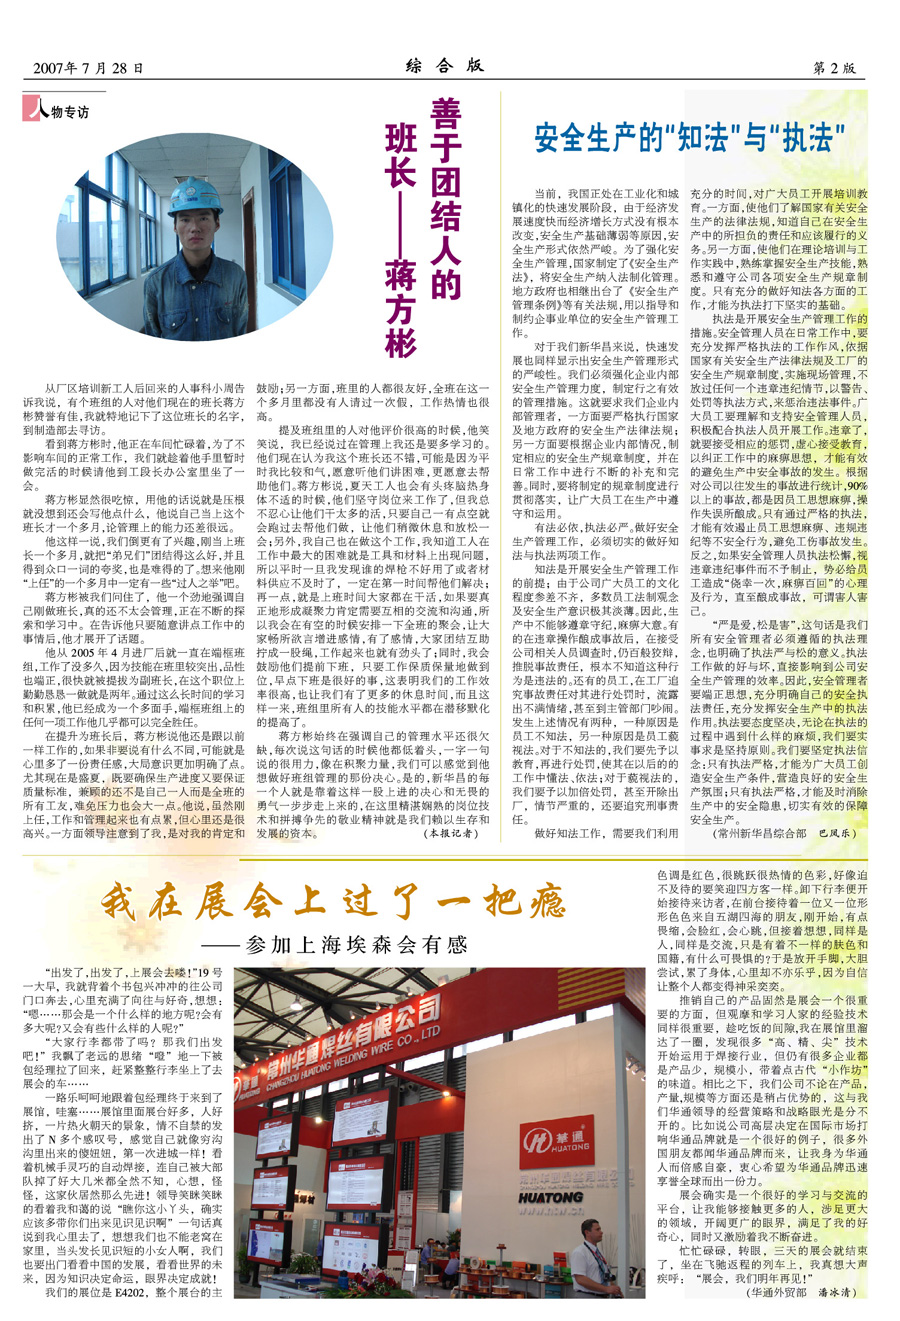 2007年 7 月 28 日
综 合 版
第 2 版
人物专访
善于团结人的
班长——蒋方彬
从厂区培训新工人后回来的人事科小周告
诉我说，有个班组的人对他们现在的班长蒋方
彬赞誉有佳,我就特地记下了这位班长的名字，
到制造部去寻访。
看到蒋方彬时,他正在车间忙碌着,为了不
影响车间的正常工作，我们就趁着他手里暂时
做完活的时候请他到工段长办公室里坐了一
会。
蒋方彬显然很吃惊，用他的话说就是压根
就没想到还会写他点什么，他说自己当上这个
班长才一个多月,论管理上的能力还差很远。
他这样一说,我们倒更有了兴趣,刚当上班
长一个多月,就把“弟兄们”团结得这么好,并且
得到众口一词的夸奖,也是难得的了。想来他刚
“上任”的一个多月中一定有一些“过人之举”吧。
蒋方彬被我们问住了，他一个劲地强调自
己刚做班长,真的还不太会管理,正在不断的探
索和学习中。在告诉他只要随意讲点工作中的
事情后,他才展开了话题。
他从 2005 年 4 月进厂后就一直在端框班
组,工作了没多久,因为技能在班里较突出,品性
也端正,很快就被提拔为副班长,在这个职位上
勤勤恳恳一做就是两年。通过这么长时间的学习
和积累,他已经成为一个多面手,端框班组上的
任何一项工作他几乎都可以完全胜任。
在提升为班长后，蒋方彬说他还是跟以前
一样工作的,如果非要说有什么不同,可能就是
心里多了一份责任感,大局意识更加明确了点。
尤其现在是盛夏，既要确保生产进度又要保证
质量标准，兼顾的还不是自己一人而是全班的
所有工友,难免压力也会大一点。他说,虽然刚
上任,工作和管理起来也有点累,但心里还是很
高兴。一方面领导注意到了我,是对我的肯定和
鼓励;另一方面,班里的人都很友好,全班在这一
个多月里都没有人请过一次假，工作热情也很
高。
提及班组里的人对他评价很高的时候,他笑
笑说，我已经说过在管理上我还是要多学习的。
他们现在认为我这个班长还不错,可能是因为平
时我比较和气,愿意听他们讲困难,更愿意去帮
助他们。蒋方彬说,夏天工人也会有头疼脑热身
体不适的时候,他们坚守岗位来工作了,但我总
不忍心让他们干太多的活,只要自己一有点空就
会跑过去帮他们做，让他们稍微休息和放松一
会;另外,我自己也在做这个工作,我知道工人在
工作中最大的困难就是工具和材料上出现问题，
所以平时一旦我发现谁的焊枪不好用了或者材
料供应不及时了，一定在第一时间帮他们解决;
再一点,就是上班时间大家都在干活,如果要真
正地形成凝聚力肯定需要互相的交流和沟通,所
以我会在有空的时候安排一下全班的聚会,让大
家畅所欲言增进感情,有了感情,大家团结互助
拧成一股绳,工作起来也就有劲头了;同时,我会
鼓励他们提前下班，只要工作保质保量地做到
位,早点下班是很好的事,这表明我们的工作效
率很高,也让我们有了更多的休息时间,而且这
样一来,班组里所有人的技能水平都在潜移默化
的提高了。
蒋方彬始终在强调自己的管理水平还很欠
缺,每次说这句话的时候他都低着头,一字一句
说的很用力,像在积聚力量,我们可以感觉到他
想做好班组管理的那份决心。是的,新华昌的每
一个人就是靠着这样一股上进的决心和无畏的
勇气一步步走上来的,在这里精湛娴熟的岗位技
术和拼搏争先的敬业精神就是我们赖以生存和
发展的资本。 （本报记者）
安全生产的“知法”与“执法”
当前，我国正处在工业化和城
镇化的快速发展阶段，由于经济发
展速度快而经济增长方式没有根本
改变,安全生产基础薄弱等原因,安
全生产形式依然严峻。为了强化安
全生产管理,国家制定了《安全生产
法》，将安全生产纳入法制化管理。
地方政府也相继出台了《安全生产
管理条例》等有关法规,用以指导和
制约企事业单位的安全生产管理工
作。
对于我们新华昌来说，快速发
展也同样显示出安全生产管理形式
的严峻性。我们必须强化企业内部
安全生产管理力度，制定行之有效
的管理措施。这就要求我们企业内
部管理者，一方面要严格执行国家
及地方政府的安全生产法律法规;
另一方面要根据企业内部情况,制
定相应的安全生产规章制度，并在
日常工作中进行不断的补充和完
善。同时,要将制定的规章制度进行
贯彻落实，让广大员工在生产中遵
守和运用。
有法必依,执法必严。做好安全
生产管理工作，必须切实的做好知
法与执法两项工作。
知法是开展安全生产管理工作
的前提；由于公司广大员工的文化
程度参差不齐，多数员工法制观念
及安全生产意识极其淡薄。因此,生
产中不能够遵章守纪,麻痹大意。有
的在违章操作酿成事故后，在接受
公司相关人员调查时,仍百般狡辩，
推脱事故责任，根本不知道这种行
为是违法的。还有的员工,在工厂追
究事故责任对其进行处罚时，流露
出不满情绪,甚至到主管部门吵闹。
发生上述情况有两种，一种原因是
员工不知法，另一种原因是员工藐
视法。对于不知法的,我们要先予以
教育,再进行处罚,使其在以后的的
工作中懂法、依法;对于藐视法的，
我们要予以加倍处罚，甚至开除出
厂，情节严重的，还要追究刑事责
任。
做好知法工作，需要我们利用
充分的时间,对广大员工开展培训教
育。一方面,使他们了解国家有关安全
生产的法律法规,知道自己在安全生
产中的所担负的责任和应该履行的义
务。另一方面,使他们在理论培训与工
作实践中,熟练掌握安全生产技能,熟
悉和遵守公司各项安全生产规章制
度。只有充分的做好知法各方面的工
作,才能为执法打下坚实的基础。
执法是开展安全生产管理工作的
措施。安全管理人员在日常工作中,要
充分发挥严格执法的工作作风,依据
国家有关安全生产法律法规及工厂的
安全生产规章制度,实施现场管理,不
放过任何一个违章违纪情节,以警告、
处罚等执法方式,来惩治违法事件。广
大员工要理解和支持安全管理人员，
积极配合执法人员开展工作。违章了，
就要接受相应的惩罚,虚心接受教育，
以纠正工作中的麻痹思想，才能有效
的避免生产中安全事故的发生。根据
对公司以往发生的事故进行统计,90%
以上的事故,都是因员工思想麻痹,操
作失误所酿成。只有通过严格的执法，
才能有效遏止员工思想麻痹、违规违
纪等不安全行为,避免工伤事故发生。
反之,如果安全管理人员执法松懈,视
违章违纪事件而不予制止，势必给员
工造成“侥幸一次,麻痹百回”的心理
及行为，直至酿成事故，可谓害人害
己。
“严是爱,松是害”,这句话是我们
所有安全管理者必须遵循的执法理
念,也明确了执法严与松的意义。执法
工作做的好与坏,直接影响到公司安
全生产管理的效率。因此,安全管理者
要端正思想,充分明确自己的安全执
法责任,充分发挥安全生产中的执法
作用。执法要态度坚决,无论在执法的
过程中遇到什么样的麻烦,我们要实
事求是坚持原则。我们要坚定执法信
念;只有执法严格,才能为广大员工创
造安全生产条件,营造良好的安全生
产氛围;只有执法严格,才能及时消除
生产中的安全隐患,切实有效的保障
安全生产。
（常州新华昌综合部 巴凤乐）
我在展会上过了一把瘾
——参加上海埃森会有感
“出发了,出发了,上展会去喽!”19 号
一大早，我就背着个书包兴冲冲的往公司
门口奔去,心里充满了向往与好奇,想想：
“嗯……那会是一个什么样的地方呢?会有
多大呢?又会有些什么样的人呢?”
“大家行李都带了吗？那我们出发
吧！”我飘了老远的思绪“噔”地一下被
包经理拉了回来，赶紧整整行李坐上了去
展会的车……
一路乐呵呵地跟着包经理终于来到了
展馆，哇塞……展馆里面展台好多，人好
挤，一片热火朝天的景象，情不自禁的发
出了 N 多个感叹号，感觉自己就像穷沟
沟里出来的傻妞妞，第一次进城一样！看
着机械手灵巧的自动焊接，连自己被大部
队掉了好大几米都全然不知，心想，怪
怪，这家伙居然那么先进！领导笑眯笑眯
的看着我和蔼的说“瞧你这小丫头，确实
应该多带你们出来见识见识啊”一句话真
说到我心里去了，想想我们也不能老窝在
家里，当头发长见识短的小女人啊，我们
也要出门看看中国的发展，看看世界的未
来，因为知识决定命运，眼界决定成就！
我们的展位是 E4202，整个展台的主
常州华通焊丝有限公司
CHANGZHOU HUATONG WELDING WIRE CO., LTD.
華通
華通
HUATONG
HUATONG
色调是红色,很跳跃很热情的色彩,好像迫
不及待的要笑迎四方客一样。卸下行李便开
始接待来访者,在前台接待着一位又一位形
形色色来自五湖四海的朋友,刚开始,有点
畏缩,会脸红,会心跳,但接着想想,同样是
人,同样是交流,只是有着不一样的肤色和
国籍,有什么可畏惧的?于是放开手脚,大胆
尝试,累了身体,心里却不亦乐乎,因为自信
让整个人都变得神采奕奕。
推销自己的产品固然是展会一个很重
要的方面，但观摩和学习人家的经验技术
同样很重要，趁吃饭的间隙,我在展馆里溜
达了一圈，发现很多“高、精、尖”技术
开始运用于焊接行业，但仍有很多企业都
是产品少，规模小，带着点古代“小作坊”
的味道。相比之下，我们公司不论在产品，
产量,规模等方面还是稍占优势的，这与我
们华通领导的经营策略和战略眼光是分不
开的。比如说公司高层决定在国际市场打
响华通品牌就是一个很好的例子，很多外
国朋友都闻华通品牌而来，让我身为华通
人而倍感自豪，衷心希望为华通品牌迅速
享誉全球而出一份力。
展会确实是一个很好的学习与交流的
平台，让我能够接触更多的人，涉足更大
的领域，开阔更广的眼界，满足了我的好
奇心，同时又激励着我不断奋进。
忙忙碌碌，转眼，三天的展会就结束
了，坐在飞驰返程的列车上，我真想大声
疾呼：“展会，我们明年再见！”
（华通外贸部 潘冰清）